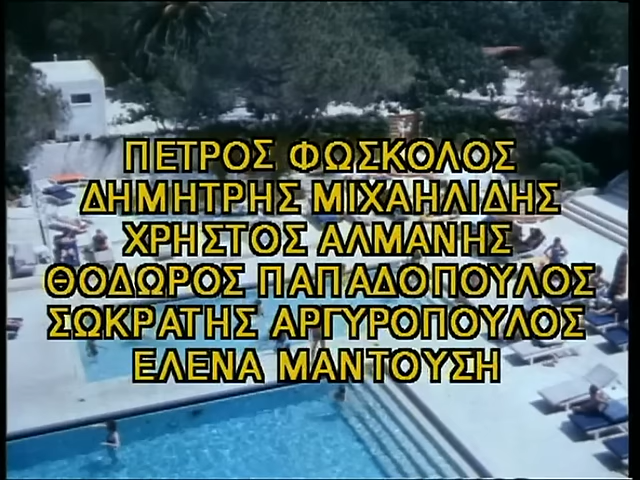 ΠΕΤΡΟΣ ΦΩΣΚΟΛΟΣ
ΔΗΜΗΤΡΗΣ ΜΙΧΑΗΛΙΔΗΣ
ΧΡΗΣΤΟΣ ΑΛΜΑΝΗΣ
ΘΟΔΩΡΟΣ ΠΑΠΑΔΟΠΟΥΛΟΣ
ΣΩΚΡΑΤΗΣ ΑΡΓΥΡΟΠΟΥΛΟΣ
ΕΛΕΝΑ ΜΑΝΤΟΥΣΗ